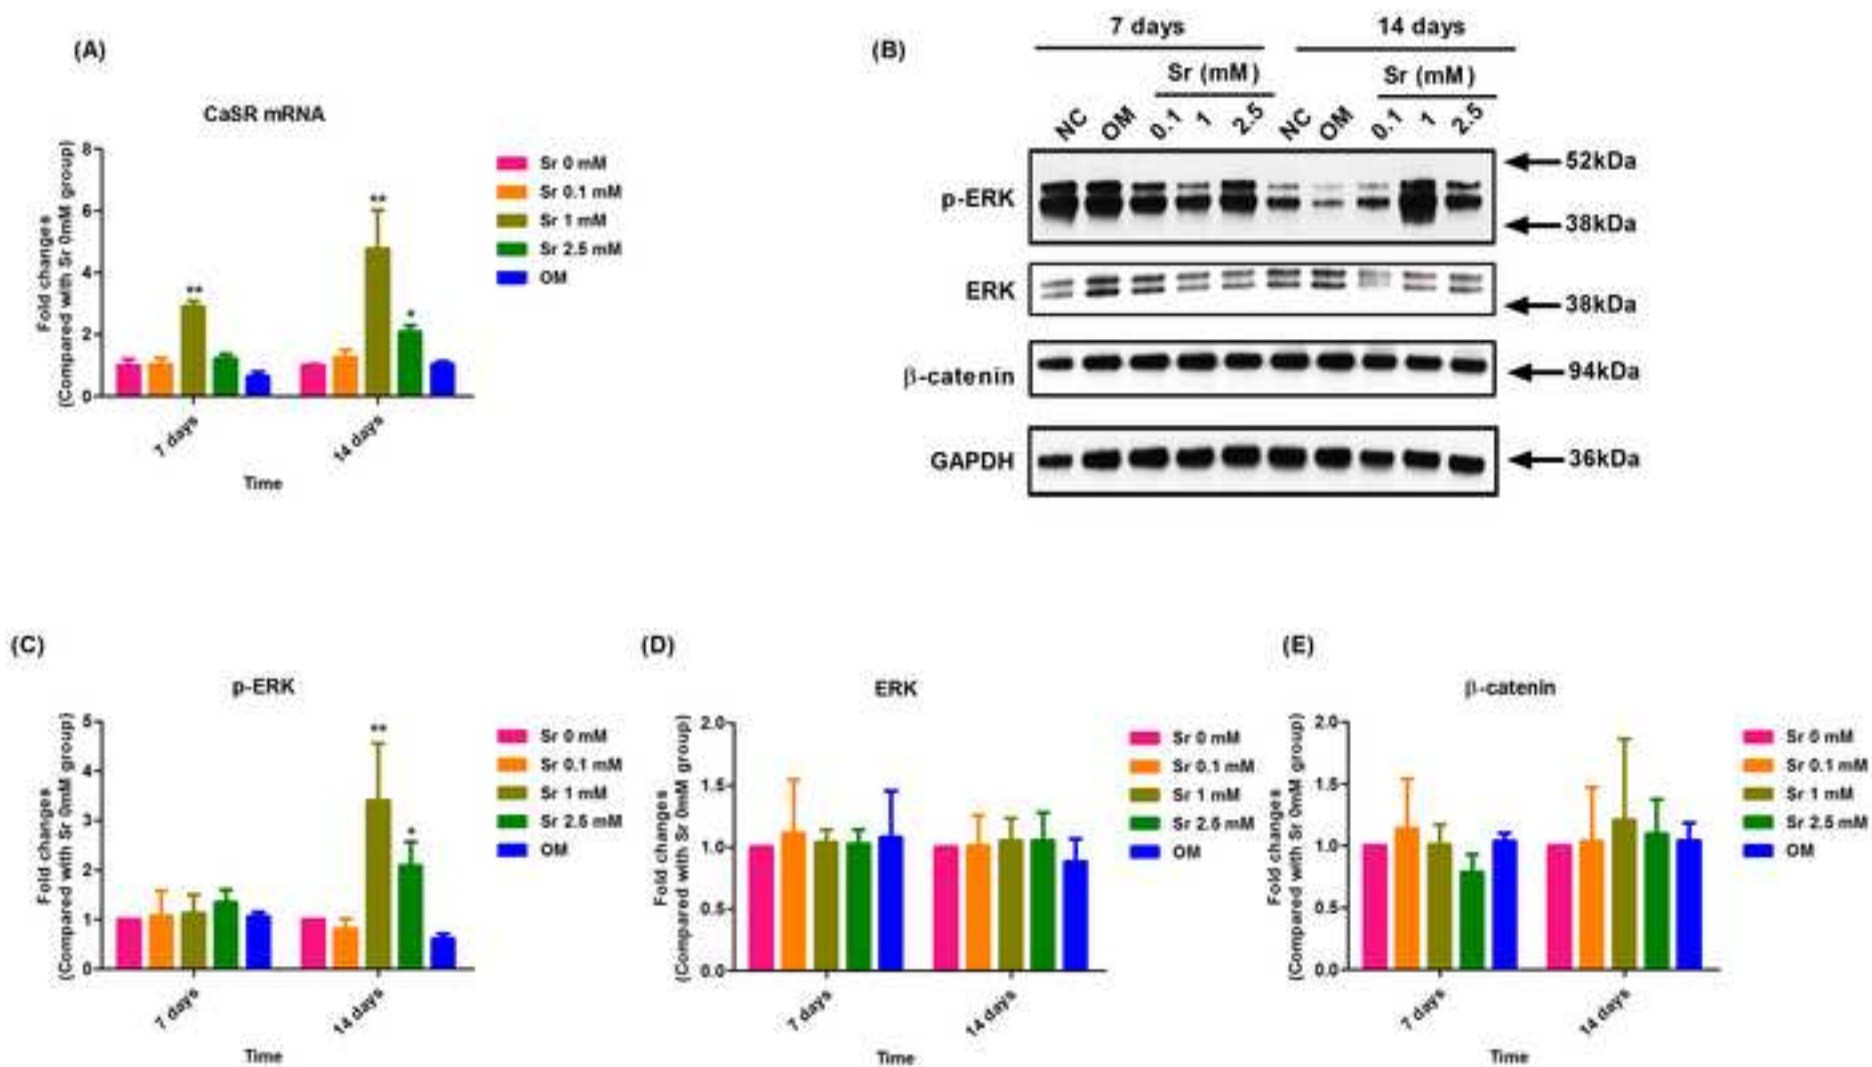 (A)
CaSR mRNA
Fold changes
(Compared with Sr 0mM group)
8
6
4
2
0
**
**
*
7 days
14 days
Time
Sr 0 mM
Sr 0.1 mM
Sr 1 mM
Sr 2.5 mM
OM
(B)
7 days
14 days
Sr (mM)
Sr (mM)
NC OM 0.1 1 2.5 NC OM 0.1 1 2.5
p-ERK
52kDa
38kDa
ERK
38kDa
β-catenin
94kDa
GAPDH
36kDa
(C)
p-ERK
Fold changes
(Compared with Sr 0mM group)
5
4
3
2
1
0
**
*
7 days
14 days
Time
Sr 0 mM
Sr 0.1 mM
Sr 1 mM
Sr 2.5 mM
OM
(D)
ERK
Fold changes
(Compared with Sr 0mM group)
2.0
1.5
1.0
0.5
0.0
7 days
14 days
Time
Sr 0 mM
Sr 0.1 mM
Sr 1 mM
Sr 2.5 mM
OM
(E)
β-catenin
Fold changes
(Compared with Sr 0mM group)
2.0
1.5
1.0
0.5
0.0
7 days
14 days
Time
Sr 0 mM
Sr 0.1 mM
Sr 1 mM
Sr 2.5 mM
OM